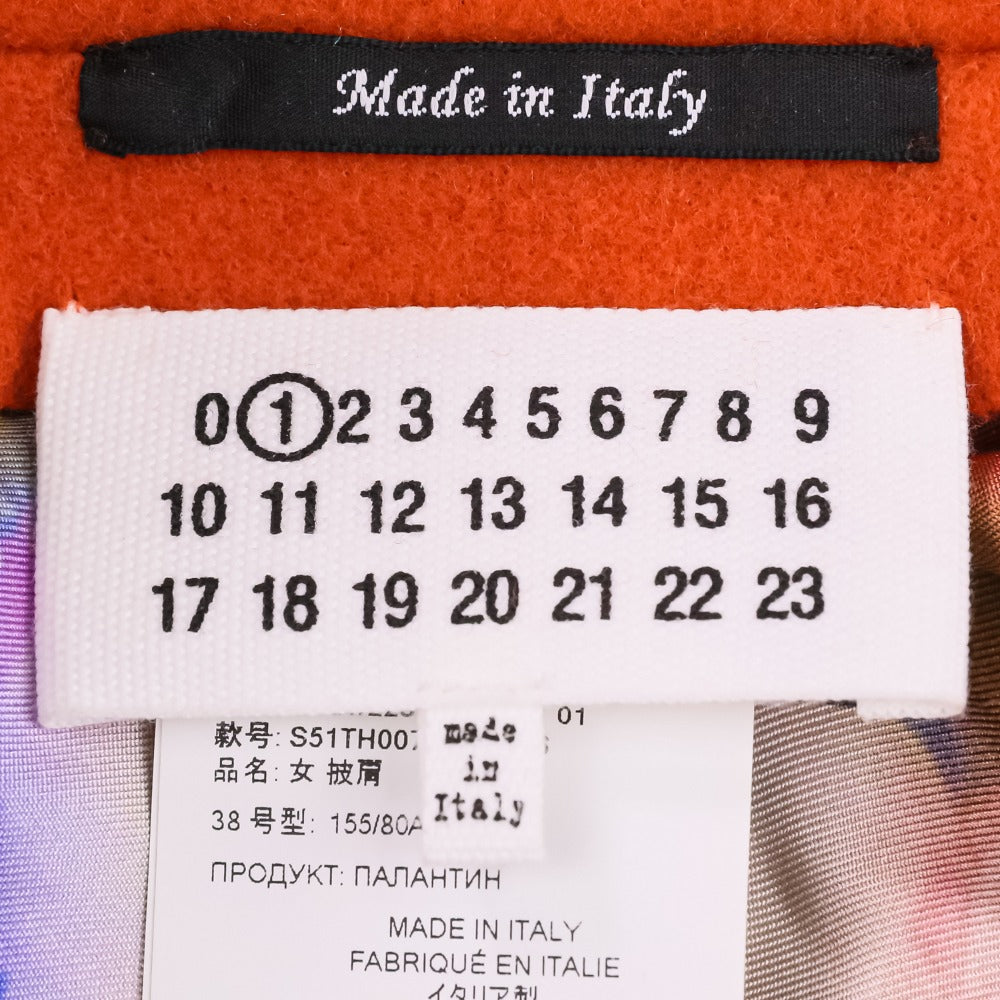 Made in Italy
0 1 2 3 4 5 6 7 8 9
10 11 12 13 14 15 16
17 18 19 20 21 22 23
01
款号: S51TH007
品名: 女 披肩
38 号型: 155/80A
made
in
Italy
ПРОДУКТ: ПАЛАНТИН
MADE IN ITALY
FABRIQUÉ EN ITALIE
イタリア製